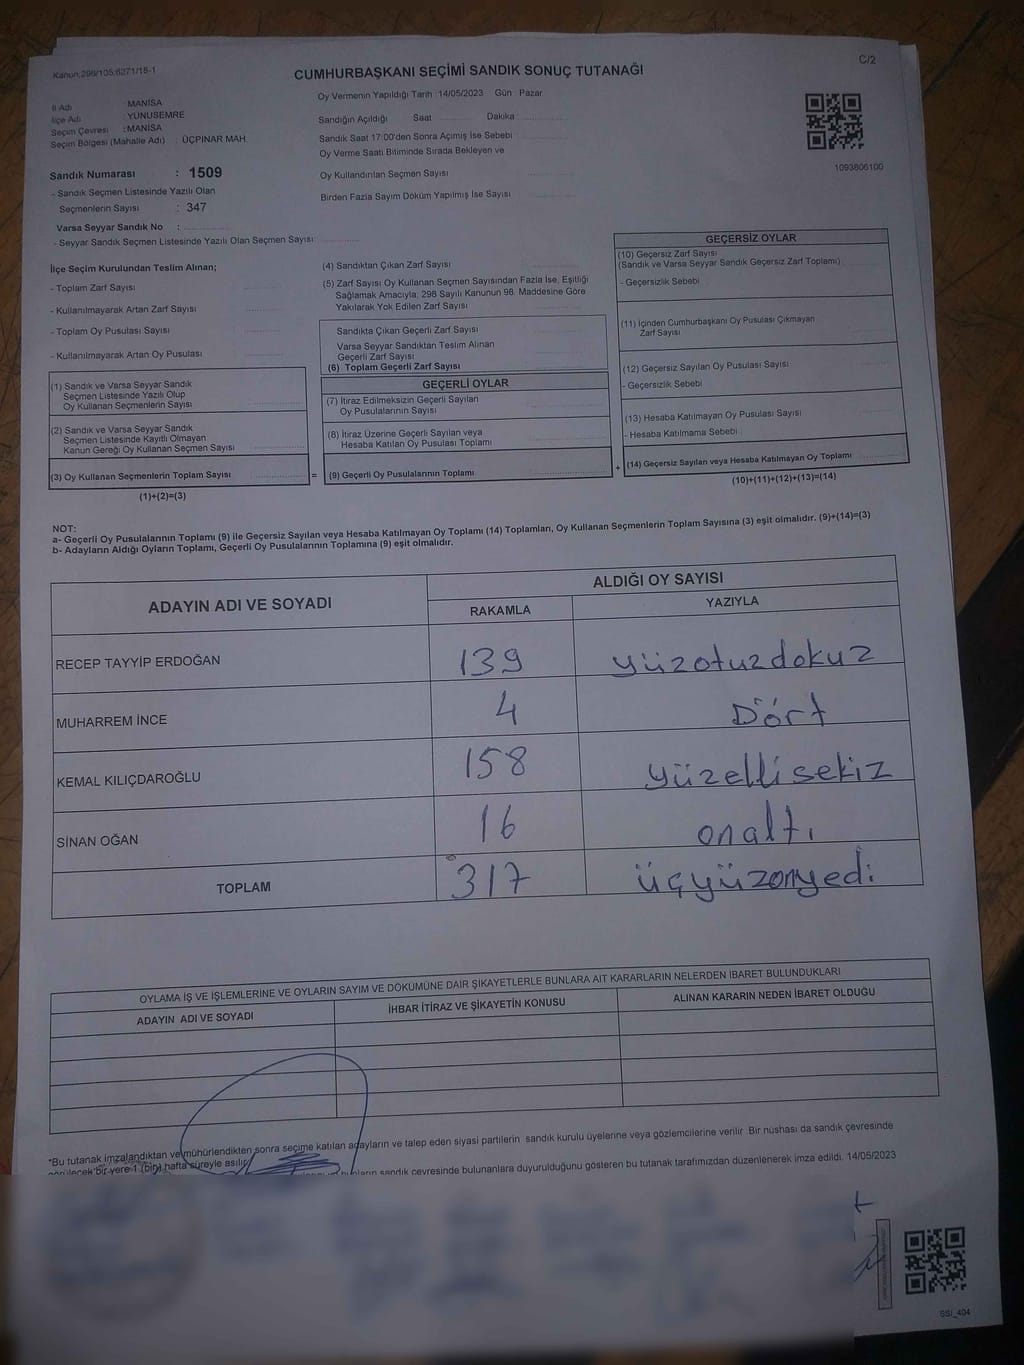 Kanun:298/105,6271/18-1
C/2
CUMHURBAŞKANI SEÇİMİ SANDIK SONUÇ TUTANAĞI
İl Adı MANİSA
İlçe Adı YUNUSEMRE
Seçim Çevresi : MANİSA
Seçim Bölgesi (Mahalle Adı) : ÜÇPINAR MAH.
Oy Vermenin Yapıldığı Tarih : 14/05/2023 Gün : Pazar
Sandığın Açıldığı Saat Dakika
Sandık Saat 17:00'den Sonra Açımış İse Sebebi
Oy Verme Saati Bitiminde Sırada Bekleyen ve
Oy Kullandırılan Seçmen Sayısı
Birden Fazla Sayım Döküm Yapılmış İse Sayısı
1093806100
Sandık Numarası : 1509
- Sandık Seçmen Listesinde Yazılı Olan
Seçmenlerin Sayısı : 347
Varsa Seyyar Sandık No :
- Seyyar Sandık Seçmen Listesinde Yazılı Olan Seçmen Sayısı
İlçe Seçim Kurulundan Teslim Alınan;
- Toplam Zarf Sayısı
- Kullanılmayarak Artan Zarf Sayısı
- Toplam Oy Pusulası Sayısı
- Kullanılmayarak Artan Oy Pusulası
(1) Sandık ve Varsa Seyyar Sandık
Seçmen Listesinde Yazılı Olup
Oy Kullanan Seçmenlerin Sayısı
(2) Sandık ve Varsa Seyyar Sandık
Seçmen Listesinde Kayıtlı Olmayan
Kanun Gereği Oy Kullanan Seçmen Sayısı
(3) Oy Kullanan Seçmenlerin Toplam Sayısı
(1)+(2)=(3)
(4) Sandıktan Çıkan Zarf Sayısı
(5) Zarf Sayısı Oy Kullanan Seçmen Sayısından Fazla İse, Eşitliği
Sağlamak Amacıyla; 298 Sayılı Kanunun 98. Maddesine Göre
Yakılarak Yok Edilen Zarf Sayısı
Sandıkta Çıkan Geçerli Zarf Sayısı
Varsa Seyyar Sandıktan Teslim Alınan
Geçerli Zarf Sayısı
(6) Toplam Geçerli Zarf Sayısı
GEÇERLİ OYLAR
(7) İtiraz Edilmeksizin Geçerli Sayılan
Oy Pusulalarının Sayısı
(8) İtiraz Üzerine Geçerli Sayılan veya
Hesaba Katılan Oy Pusulası Toplamı
= (9) Geçerli Oy Pusulalarının Toplamı
GEÇERSİZ OYLAR
(10) Geçersiz Zarf Sayısı
(Sandık ve Varsa Seyyar Sandık Geçersiz Zarf Toplamı)
- Geçersizlik Sebebi
(11) İçinden Cumhurbaşkanı Oy Pusulası Çıkmayan
Zarf Sayısı
(12) Geçersiz Sayılan Oy Pusulası Sayısı
- Geçersizlik Sebebi
(13) Hesaba Katılmayan Oy Pusulası Sayısı
- Hesaba Katılmama Sebebi
+ (14) Geçersiz Sayılan veya Hesaba Katılmayan Oy Toplamı
(10)+(11)+(12)+(13)=(14)
NOT:
a- Geçerli Oy Pusulalarının Toplamı (9) ile Geçersiz Sayılan veya Hesaba Katılmayan Oy Toplamı (14) Toplamları, Oy Kullanan Seçmenlerin Toplam Sayısına (3) eşit olmalıdır. (9)+(14)=(3)
b- Adayların Aldığı Oyların Toplamı, Geçerli Oy Pusulalarının Toplamına (9) eşit olmalıdır.
ADAYIN ADI VE SOYADI
ALDIĞI OY SAYISI
RAKAMLA YAZIYLA
RECEP TAYYİP ERDOĞAN 139 yüzotuzdokuz
MUHARREM İNCE 4 Dört
KEMAL KILIÇDAROĞLU 158 yüzellisekiz
SİNAN OĞAN 16 onaltı
TOPLAM 317 üçyüzonyedi
OYLAMA İŞ VE İŞLEMLERİNE VE OYLARIN SAYIM VE DÖKÜMÜNE DAİR ŞİKAYETLERLE BUNLARA AİT KARARLARIN NELERDEN İBARET BULUNDUKLARI
ADAYIN ADI VE SOYADI İHBAR İTİRAZ VE ŞİKAYETİN KONUSU ALINAN KARARIN NEDEN İBARET OLDUĞU
*Bu tutanak imzalandıktan ve mühürlendikten sonra seçime katılan adayların ve talep eden siyasi partilerin sandık kurulu üyelerine veya gözlemcilerine verilir. Bir nüshası da sandık çevresinde
görülecek bir yere 1 (bir) hafta süreyle asılır.
bunların sandık çevresinde bulunanlara duyurulduğunu gösteren bu tutanak tarafımızdan düzenlenerek imza edildi. 14/05/2023
SSI_404